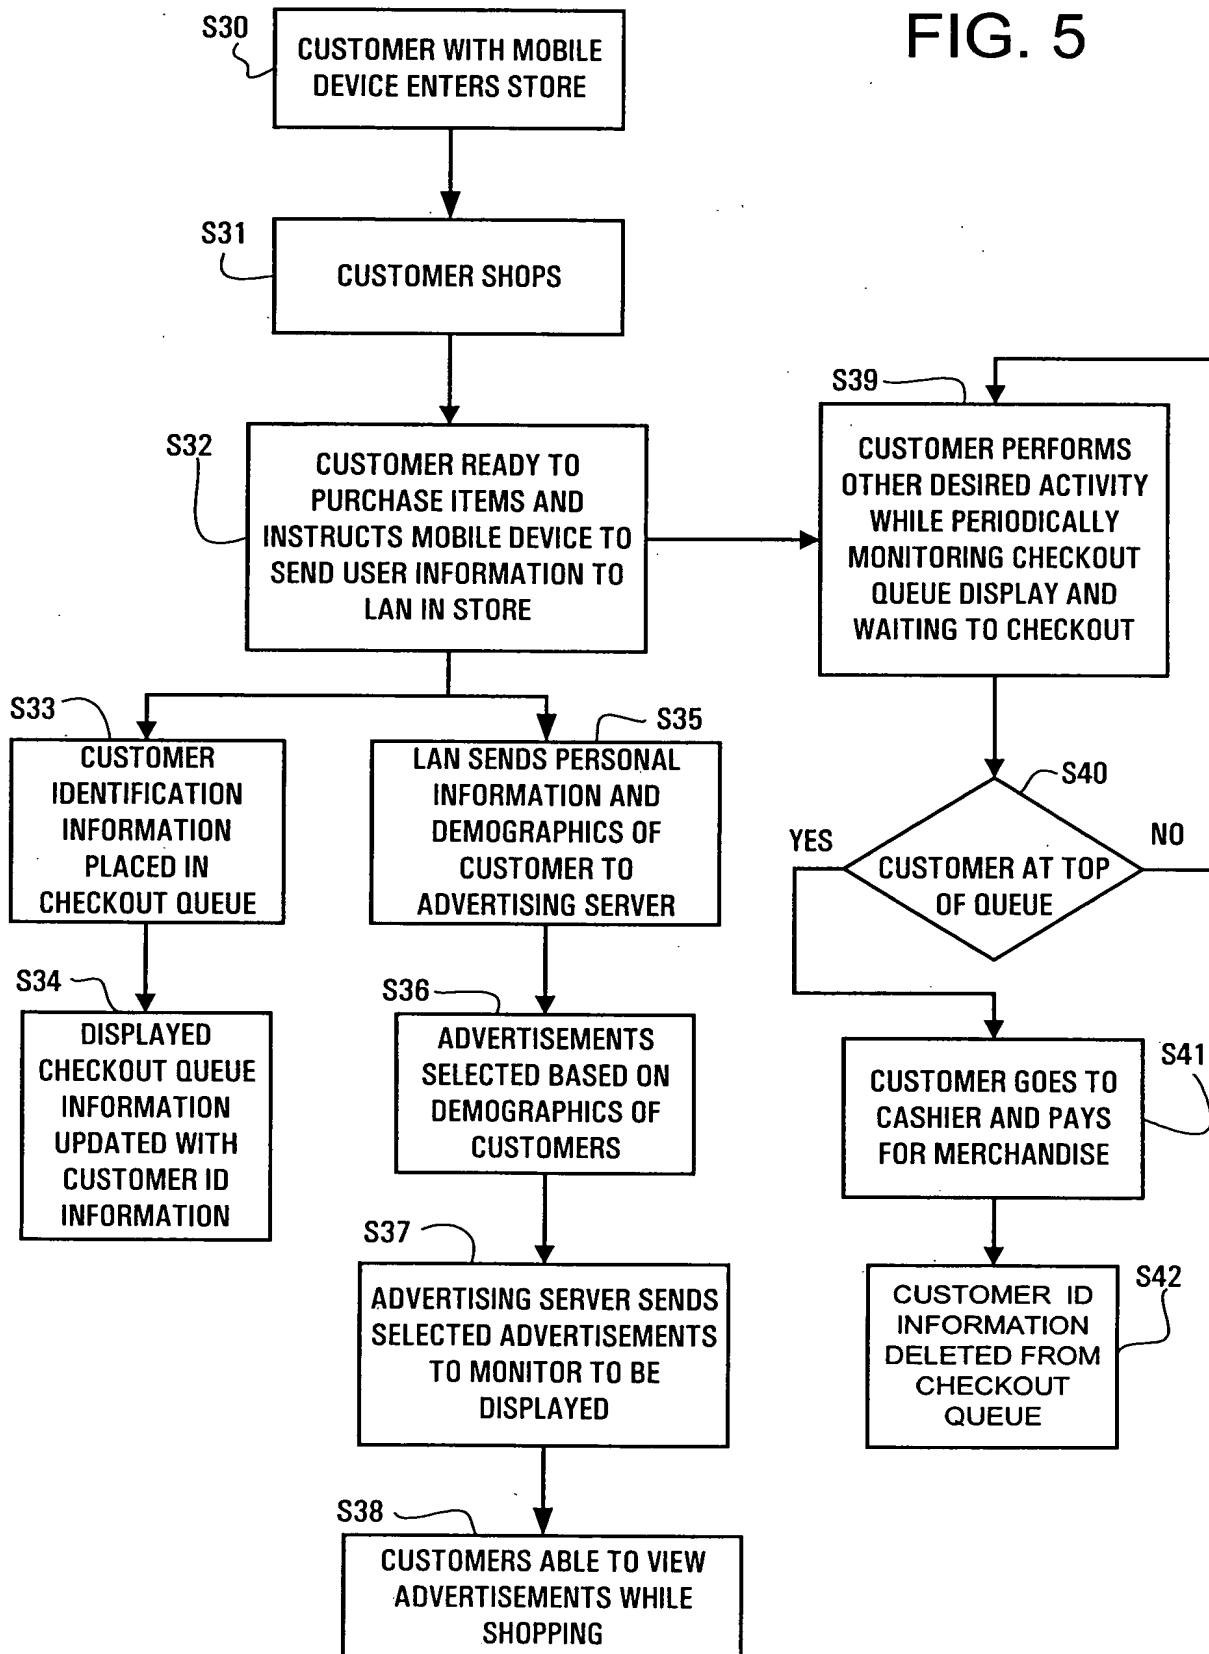 FIG. 5
S30
CUSTOMER WITH MOBILE
DEVICE ENTERS STORE
S31
CUSTOMER SHOPS
S32
CUSTOMER READY TO
PURCHASE ITEMS AND
INSTRUCTS MOBILE DEVICE TO
SEND USER INFORMATION TO
LAN IN STORE
S33
CUSTOMER
IDENTIFICATION
INFORMATION
PLACED IN
CHECKOUT QUEUE
S34
DISPLAYED
CHECKOUT QUEUE
INFORMATION
UPDATED WITH
CUSTOMER ID
INFORMATION
S35
LAN SENDS PERSONAL
INFORMATION AND
DEMOGRAPHICS OF
CUSTOMER TO
ADVERTISING SERVER
S36
ADVERTISEMENTS
SELECTED BASED ON
DEMOGRAPHICS OF
CUSTOMERS
S37
ADVERTISING SERVER SENDS
SELECTED ADVERTISEMENTS
TO MONITOR TO BE
DISPLAYED
S38
CUSTOMERS ABLE TO VIEW
ADVERTISEMENTS WHILE
SHOPPING
S39
CUSTOMER PERFORMS
OTHER DESIRED ACTIVITY
WHILE PERIODICALLY
MONITORING CHECKOUT
QUEUE DISPLAY AND
WAITING TO CHECKOUT
S40
YES
NO
CUSTOMER AT TOP
OF QUEUE
S41
CUSTOMER GOES TO
CASHIER AND PAYS
FOR MERCHANDISE
S42
CUSTOMER ID
INFORMATION
DELETED FROM
CHECKOUT
QUEUE